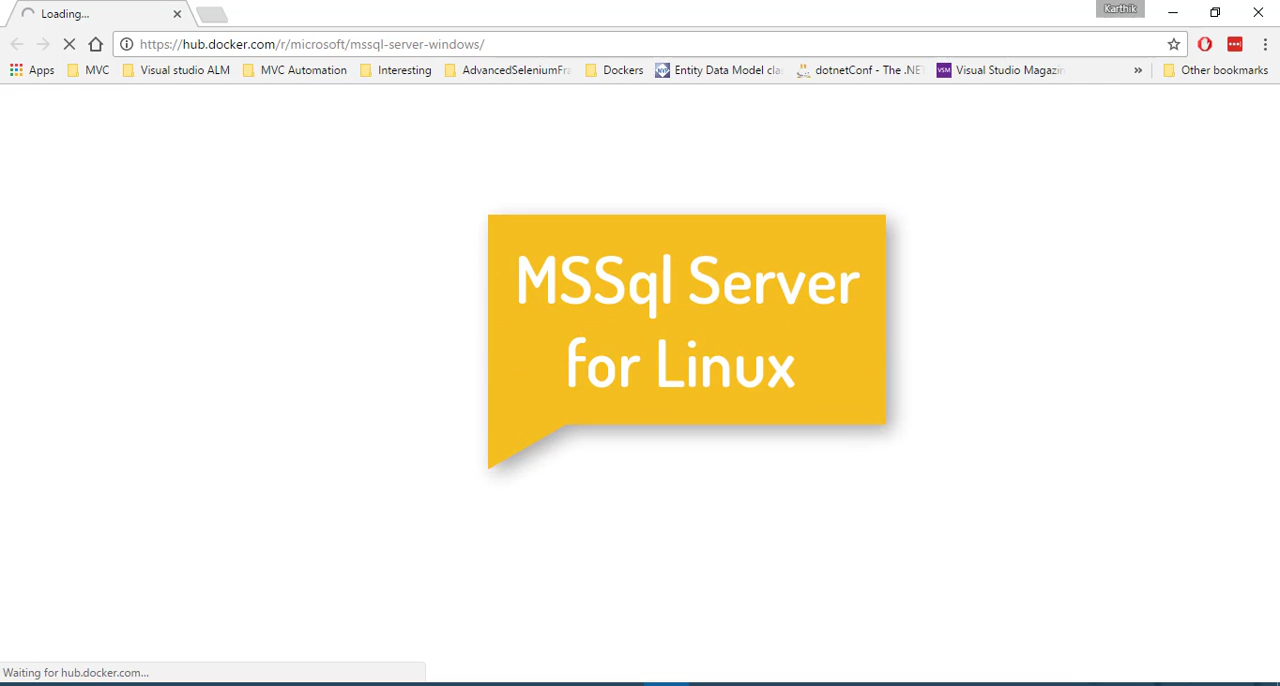 Loading...
Karthik
https://hub.docker.com/r/microsoft/mssql-server-windows/
Apps MVC Visual studio ALM MVC Automation Interesting AdvancedSeleniumFra Dockers Entity Data Model cla dotnetConf - The .NE VSM Visual Studio Magazin » Other bookmarks
MSSql Server
for Linux
Waiting for hub.docker.com...